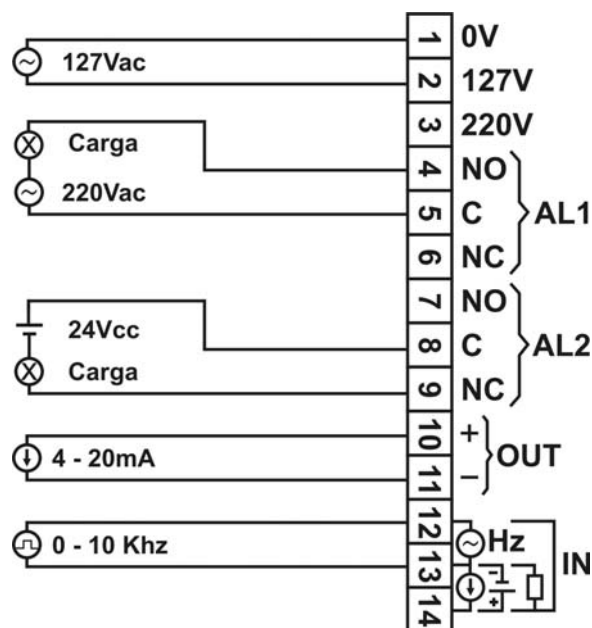 1 0V
127Vac
2 127V
3 220V
Carga
4 NO
220Vac
5 C AL1
6 NC
7 NO
24Vcc
8 C AL2
Carga
9 NC
10 +
4 - 20mA OUT
11 −
12
0 - 10 Khz Hz
13 IN
14